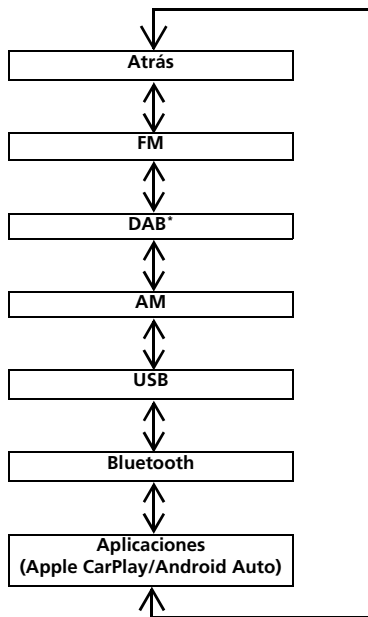 Atrás
FM
DAB*
AM
USB
Bluetooth
Aplicaciones
(Apple CarPlay/Android Auto)